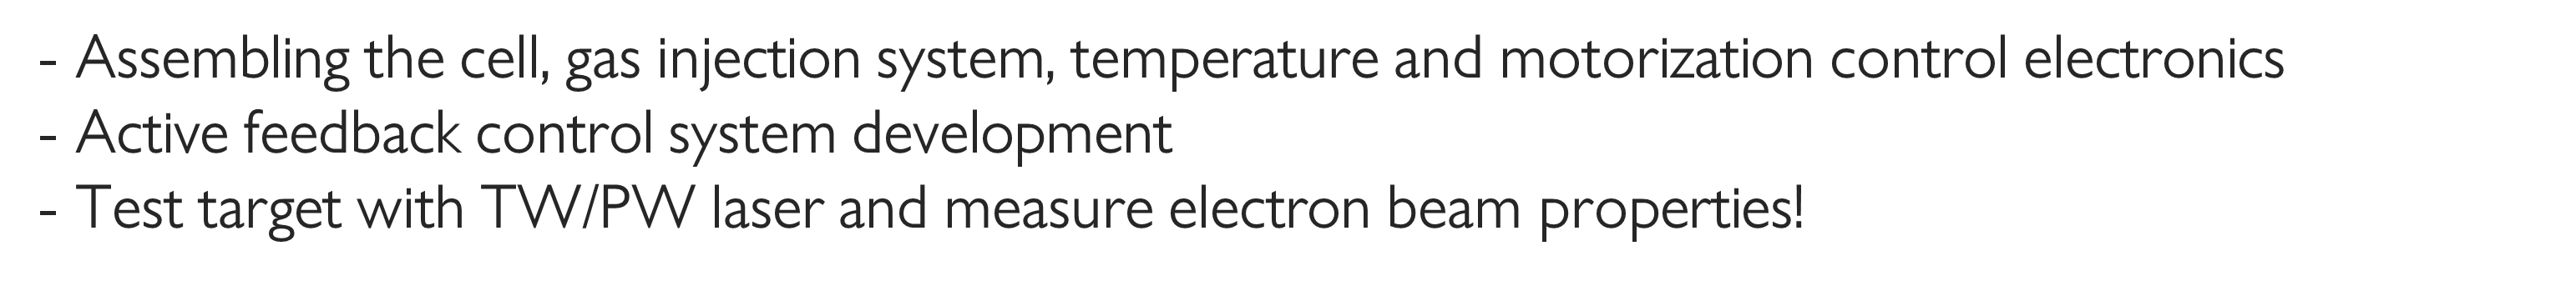 - Assembling the cell, gas injection system, temperature and motorization control electronics
- Active feedback control system development
- Test target with TW/PW laser and measure electron beam properties!